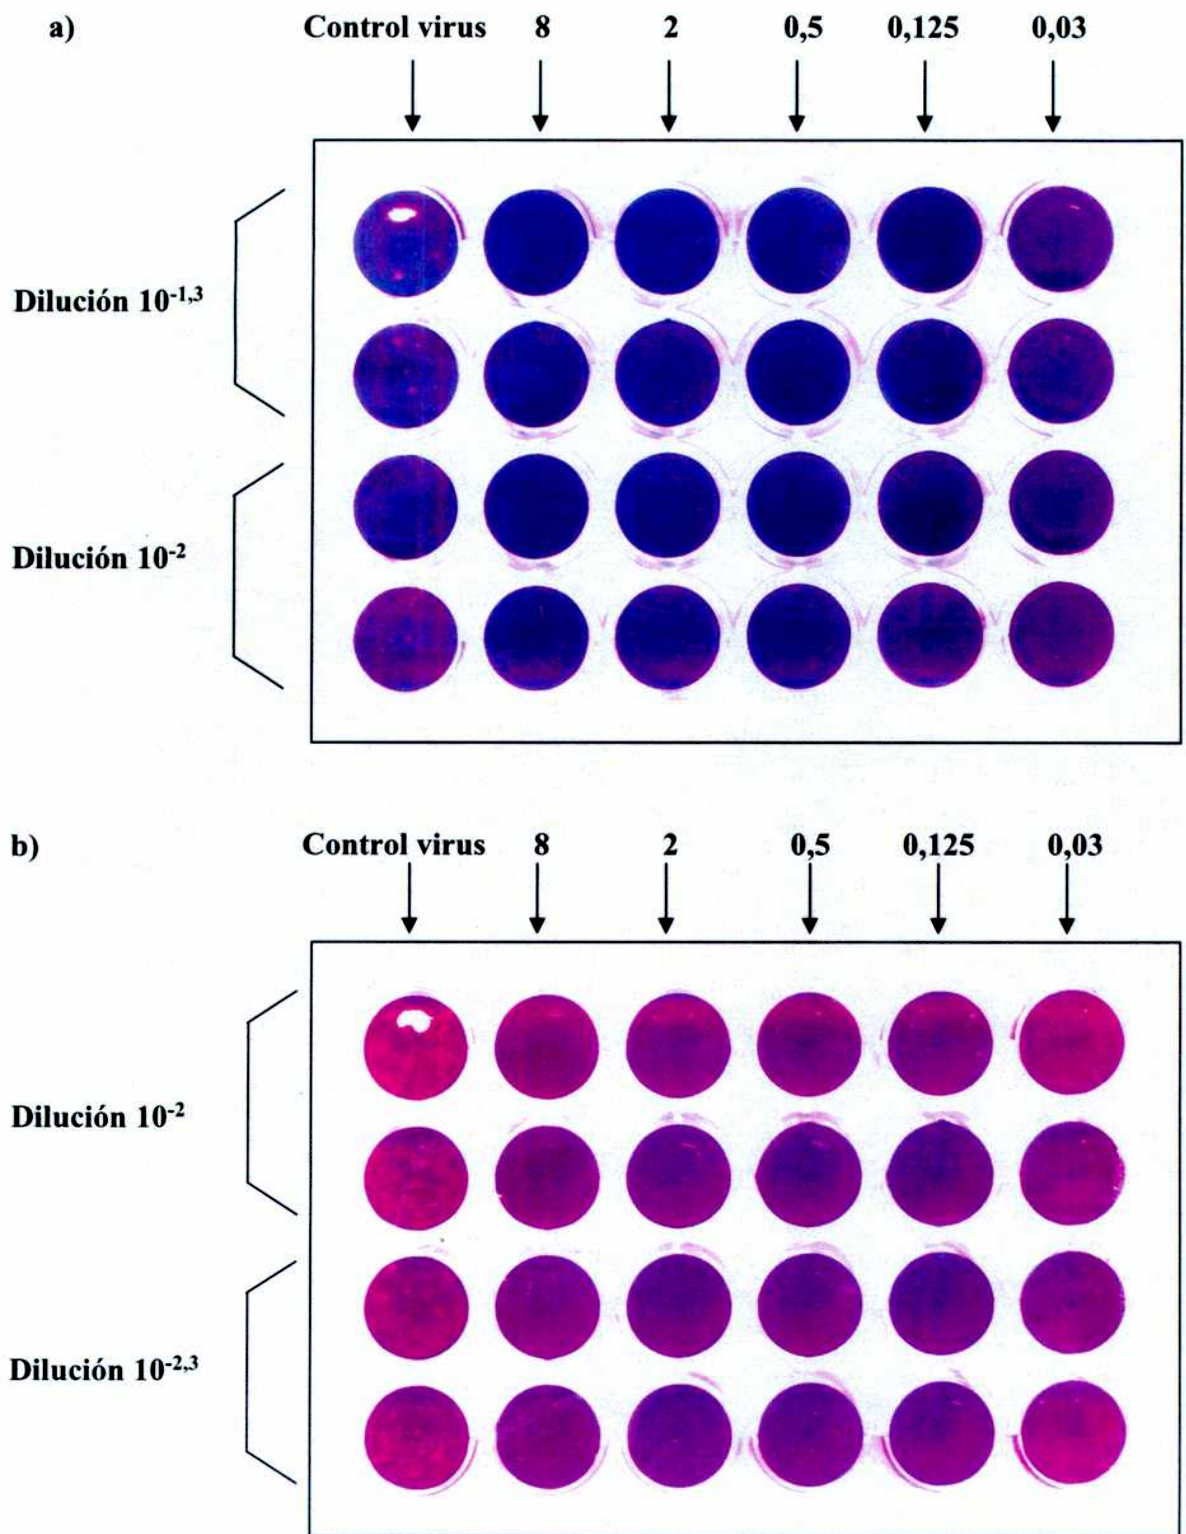 a) Control virus 8 2 0,5 0,125 0,03
Dilución 10⁻¹,³
Dilución 10⁻²
b) Control virus 8 2 0,5 0,125 0,03
Dilución 10⁻²
Dilución 10⁻²,³